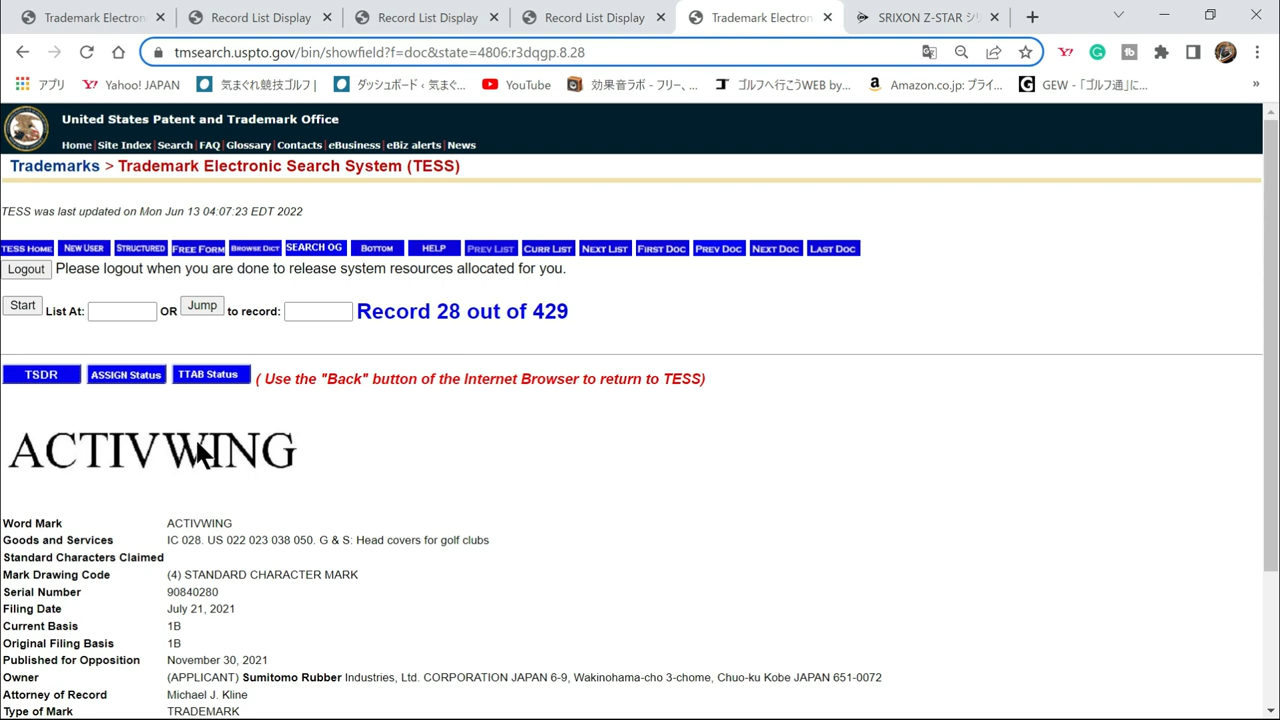 Trademark Electron
Record List Display
Record List Display
Record List Display
Trademark Electron
SRIXON Z-STAR シリ
tmsearch.uspto.gov/bin/showfield?f=doc&state=4806:r3dqgp.8.28
アプリ
Yahoo! JAPAN
気まぐれ競技ゴルフ |
ダッシュボード ‹ 気まぐ...
YouTube
効果音ラボ - フリー、...
ゴルフへ行こうWEB by...
Amazon.co.jp: プライ...
GEW -「ゴルフ通」に...
»
United States Patent and Trademark Office
Home | Site Index | Search | FAQ | Glossary | Contacts | eBusiness | eBiz alerts | News
Trademarks > Trademark Electronic Search System (TESS)
TESS was last updated on Mon Jun 13 04:07:23 EDT 2022
TESS HOME NEW USER STRUCTURED FREE FORM BROWSE DICT SEARCH OG BOTTOM HELP PREV LIST CURR LIST NEXT LIST FIRST DOC PREV DOC NEXT DOC LAST DOC
Logout Please logout when you are done to release system resources allocated for you.
Start List At: OR Jump to record: Record 28 out of 429
TSDR ASSIGN Status TTAB Status ( Use the "Back" button of the Internet Browser to return to TESS)
ACTIVWING
Word Mark ACTIVWING
Goods and Services IC 028. US 022 023 038 050. G & S: Head covers for golf clubs
Standard Characters Claimed
Mark Drawing Code (4) STANDARD CHARACTER MARK
Serial Number 90840280
Filing Date July 21, 2021
Current Basis 1B
Original Filing Basis 1B
Published for Opposition November 30, 2021
Owner (APPLICANT) Sumitomo Rubber Industries, Ltd. CORPORATION JAPAN 6-9, Wakinohama-cho 3-chome, Chuo-ku Kobe JAPAN 651-0072
Attorney of Record Michael J. Kline
Type of Mark TRADEMARK